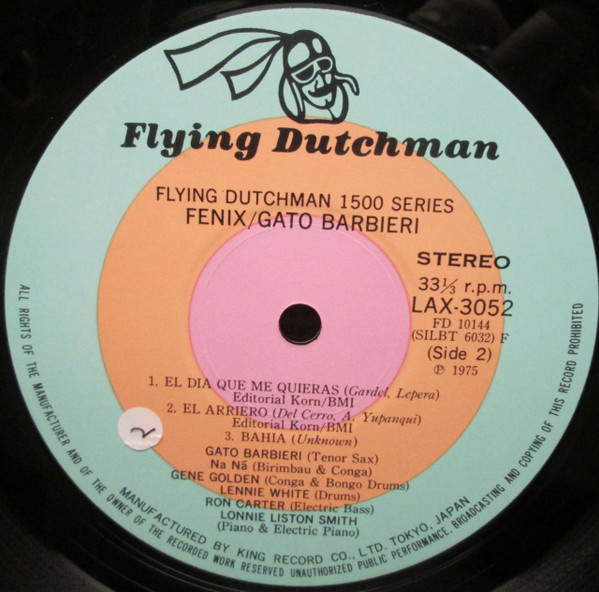 Flying Dutchman
FLYING DUTCHMAN 1500 SERIES
FENIX/GATO BARBIERI
STEREO
33⅓ r.p.m.
LAX-3052
FD 10144
(SILBT 6032) F
(Side 2)
℗ 1975
1. EL DIA QUE ME QUIERAS (Gardel, Lepera)
Editorial Korn/BMI
2. EL ARRIERO (Del Cerro, A. Yupanqui)
Editorial Korn/BMI
3. BAHIA (Unknown)
GATO BARBIERI (Tenor Sax)
Na Nã (Birimbau & Conga)
GENE GOLDEN (Conga & Bongo Drums)
LENNIE WHITE (Drums)
RON CARTER (Electric Bass)
LONNIE LISTON SMITH
(Piano & Electric Piano)
2
MANUFACTURED BY KING RECORD CO., LTD. TOKYO, JAPAN
ALL RIGHTS OF THE MANUFACTURER AND OF THE OWNER OF THE RECORDED WORK RESERVED UNAUTHORIZED PUBLIC PERFORMANCE, BROADCASTING AND COPYING OF THIS RECORD PROHIBITED